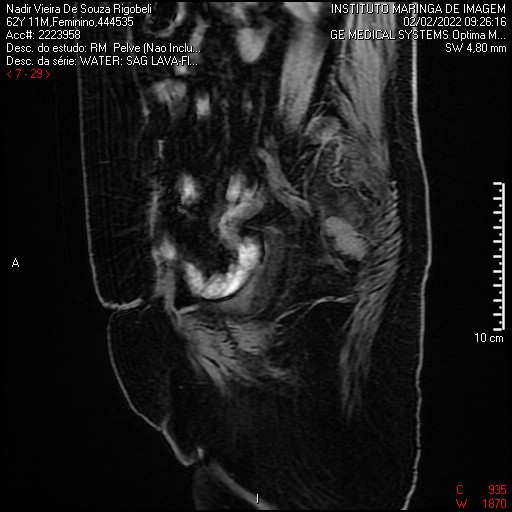 Nadir Vieira De Souza Rigobeli
62Y 11M,Feminino,444535
Acc#: 2223958
Desc. do estudo: RM Pelve (Nao Inclu...
Desc. da série: WATER: SAG LAVA-Fl...
< 7 - 29 >
INSTITUTO MARINGA DE IMAGEM
02/02/2022 09:26:16
GE MEDICAL SYSTEMS Optima M...
SW 4,80 mm
A
10 cm
I
C 935
W 1870